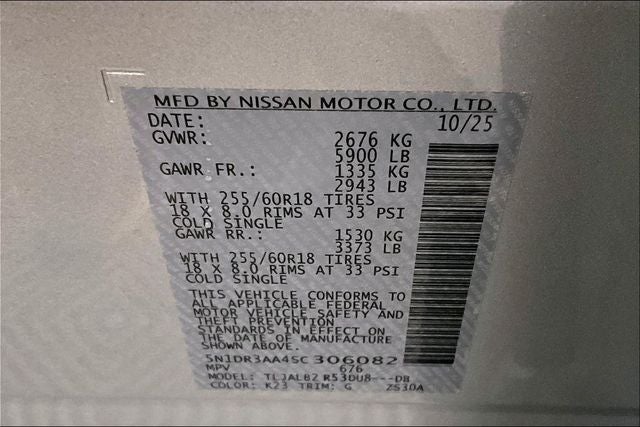 MFD BY NISSAN MOTOR CO., LTD.
DATE: 10/25
GVWR: 2676 KG
5900 LB
GAWR FR.: 1335 KG
2943 LB
WITH 255/60R18 TIRES
18 X 8.0 RIMS AT 33 PSI
COLD SINGLE
GAWR RR.: 1530 KG
3373 LB
WITH 255/60R18 TIRES
18 X 8.0 RIMS AT 33 PSI
COLD SINGLE
THIS VEHICLE CONFORMS TO
ALL APPLICABLE FEDERAL
MOTOR VEHICLE SAFETY AND
THEFT PREVENTION
STANDARDS IN EFFECT ON
THE DATE OF MANUFACTURE
SHOWN ABOVE.
5N1DR3AA4SC306082
MPV 676
MODEL: TLJALB2 R53DU8---DB
COLOR: K23 TRIM: G 2S30A